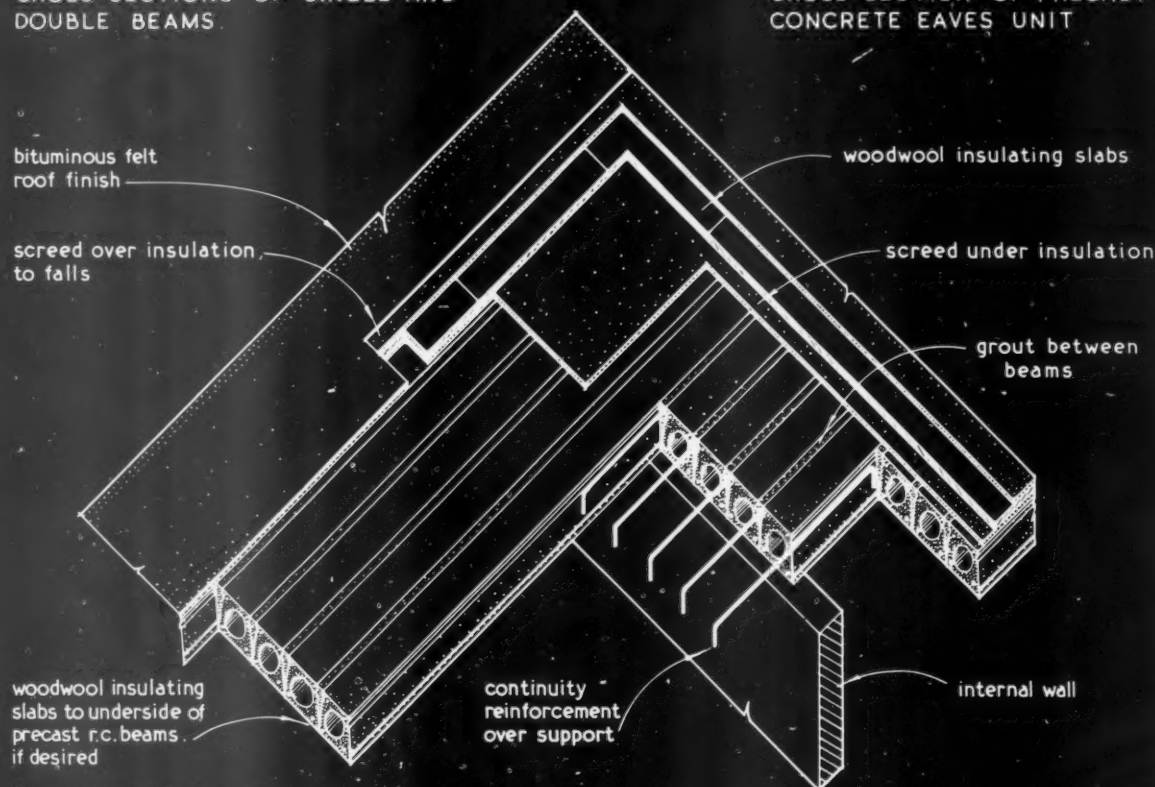 DOUBLE BEAMS.
CONCRETE EAVES UNIT
bituminous felt
roof finish
woodwool insulating slabs
screed over insulation
to falls
screed under insulation
grout between
beams
woodwool insulating
slabs to underside of
precast r.c. beams
if desired
continuity
reinforcement
over support
internal wall